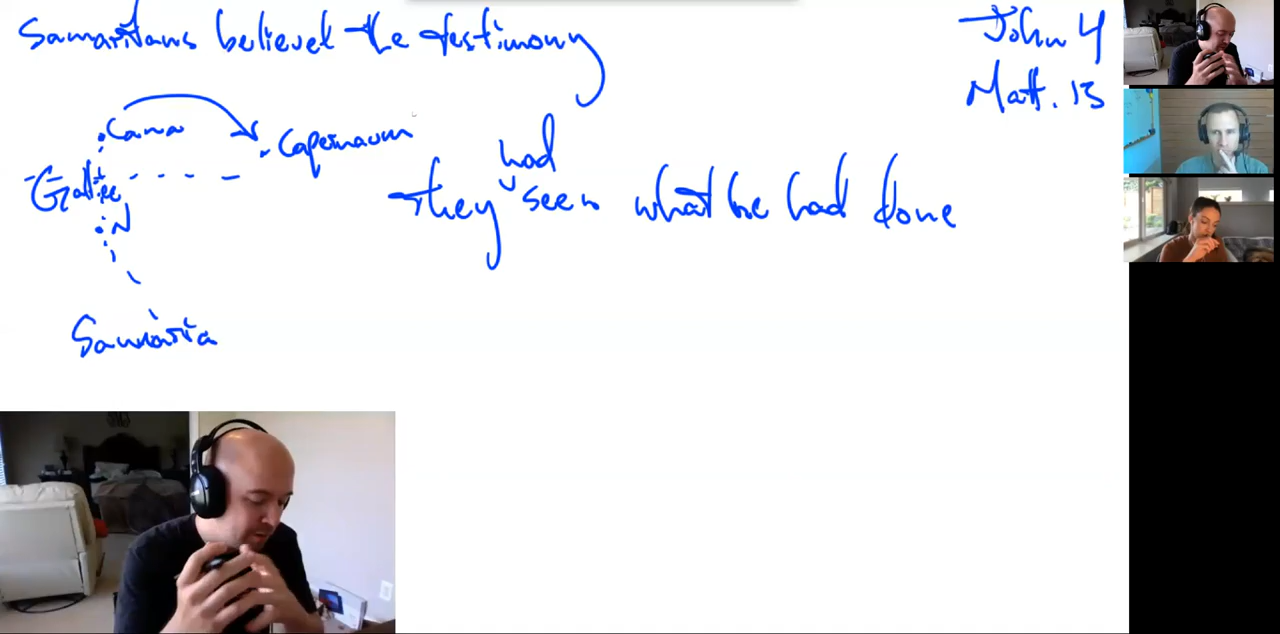 Samaritans believed the testimony
John 4
Matt. 13
Cana
Capernaum
Galilee
had
They seen what he had done
N
Samaria